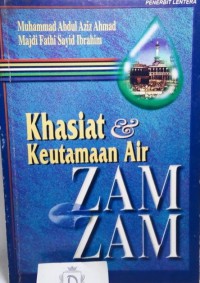 PENERBIT LENTERA
Muhammad Abdul Aziz Ahmad
Majdi Fathi Sayid Ibrahim
Khasiat &
Keutamaan Air
ZAM
ZAM
D